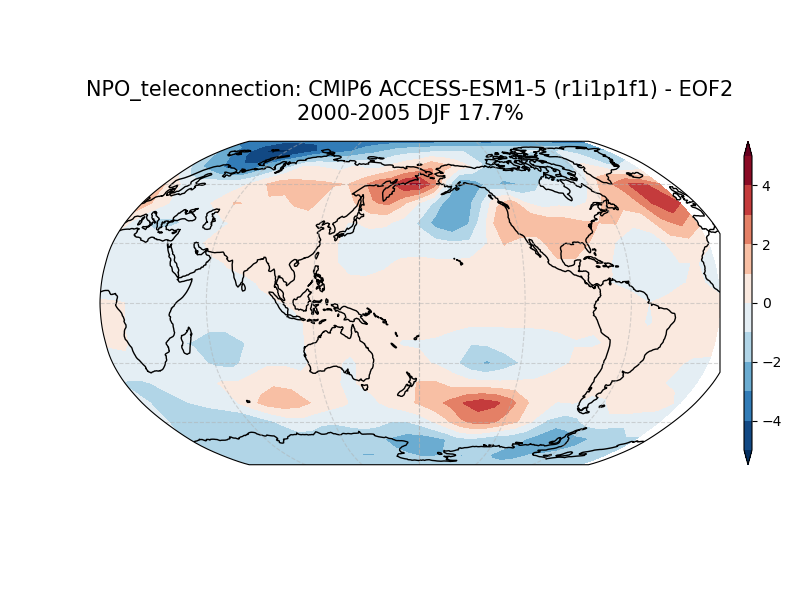 NPO_teleconnection: CMIP6 ACCESS-ESM1-5 (r1i1p1f1) - EOF2
2000-2005 DJF 17.7%
4
2
0
−2
−4